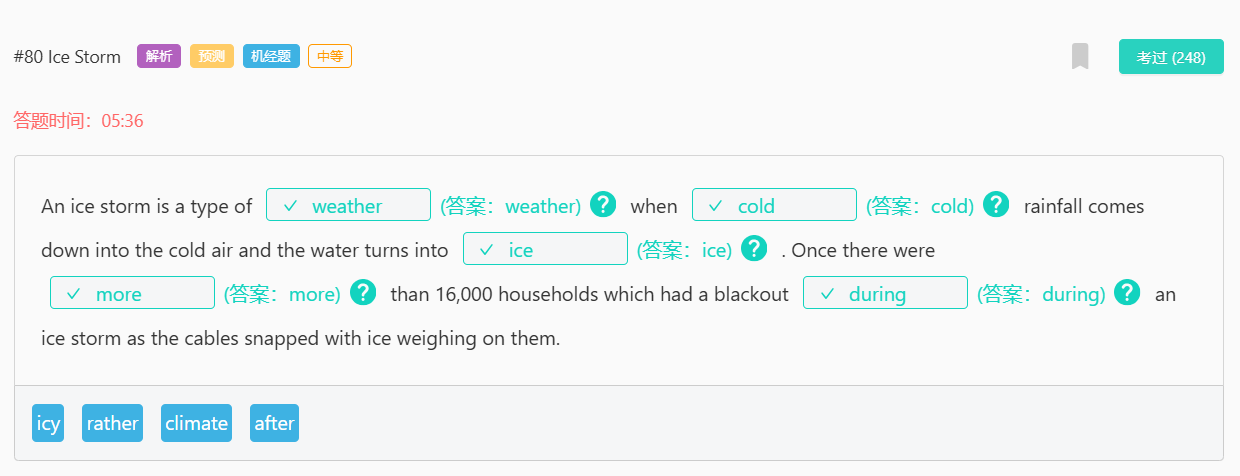 #80 Ice Storm 解析 预测 机经题 中等 考过 (248)
答题时间：05:36
An ice storm is a type of weather (答案：weather) ? when cold (答案：cold) ? rainfall comes
down into the cold air and the water turns into ice (答案：ice) ? . Once there were
more (答案：more) ? than 16,000 households which had a blackout during (答案：during) ? an
ice storm as the cables snapped with ice weighing on them.
icy rather climate after